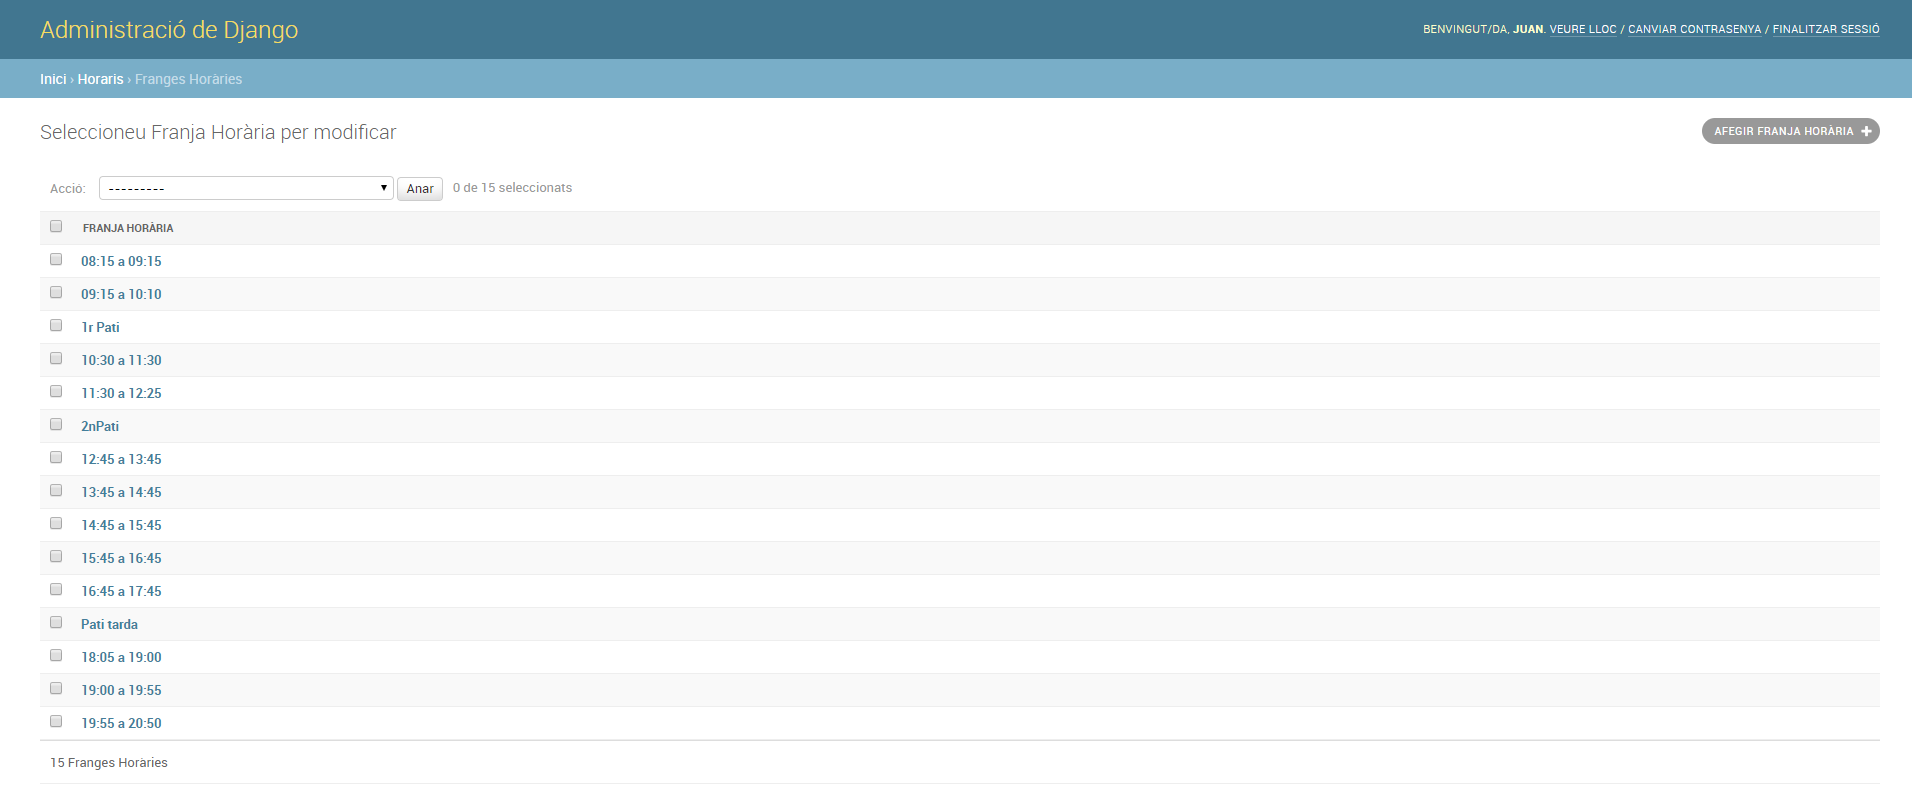 Administració de Django
BENVINGUT/DA, JUAN. VEURE LLOC / CANVIAR CONTRASENYA / FINALITZAR SESSIÓ
Inici › Horaris › Franges Horàries
Seleccioneu Franja Horària per modificar
AFEGIR FRANJA HORÀRIA +
Acció: --------- Anar 0 de 15 seleccionats
FRANJA HORÀRIA
08:15 a 09:15
09:15 a 10:10
1r Pati
10:30 a 11:30
11:30 a 12:25
2nPati
12:45 a 13:45
13:45 a 14:45
14:45 a 15:45
15:45 a 16:45
16:45 a 17:45
Pati tarda
18:05 a 19:00
19:00 a 19:55
19:55 a 20:50
15 Franges Horàries